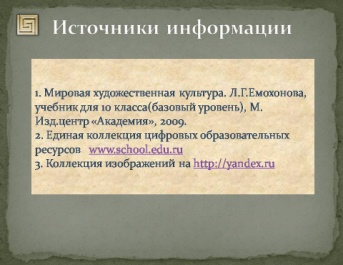 Источники информации
1. Мировая художественная культура. Л.Г.Емохонова,
учебник для 10 класса(базовый уровень), М.
Изд.центр «Академия», 2009.
2. Единая коллекция цифровых образовательных
ресурсов www.school.edu.ru
3. Коллекция изображений на http://yandex.ru